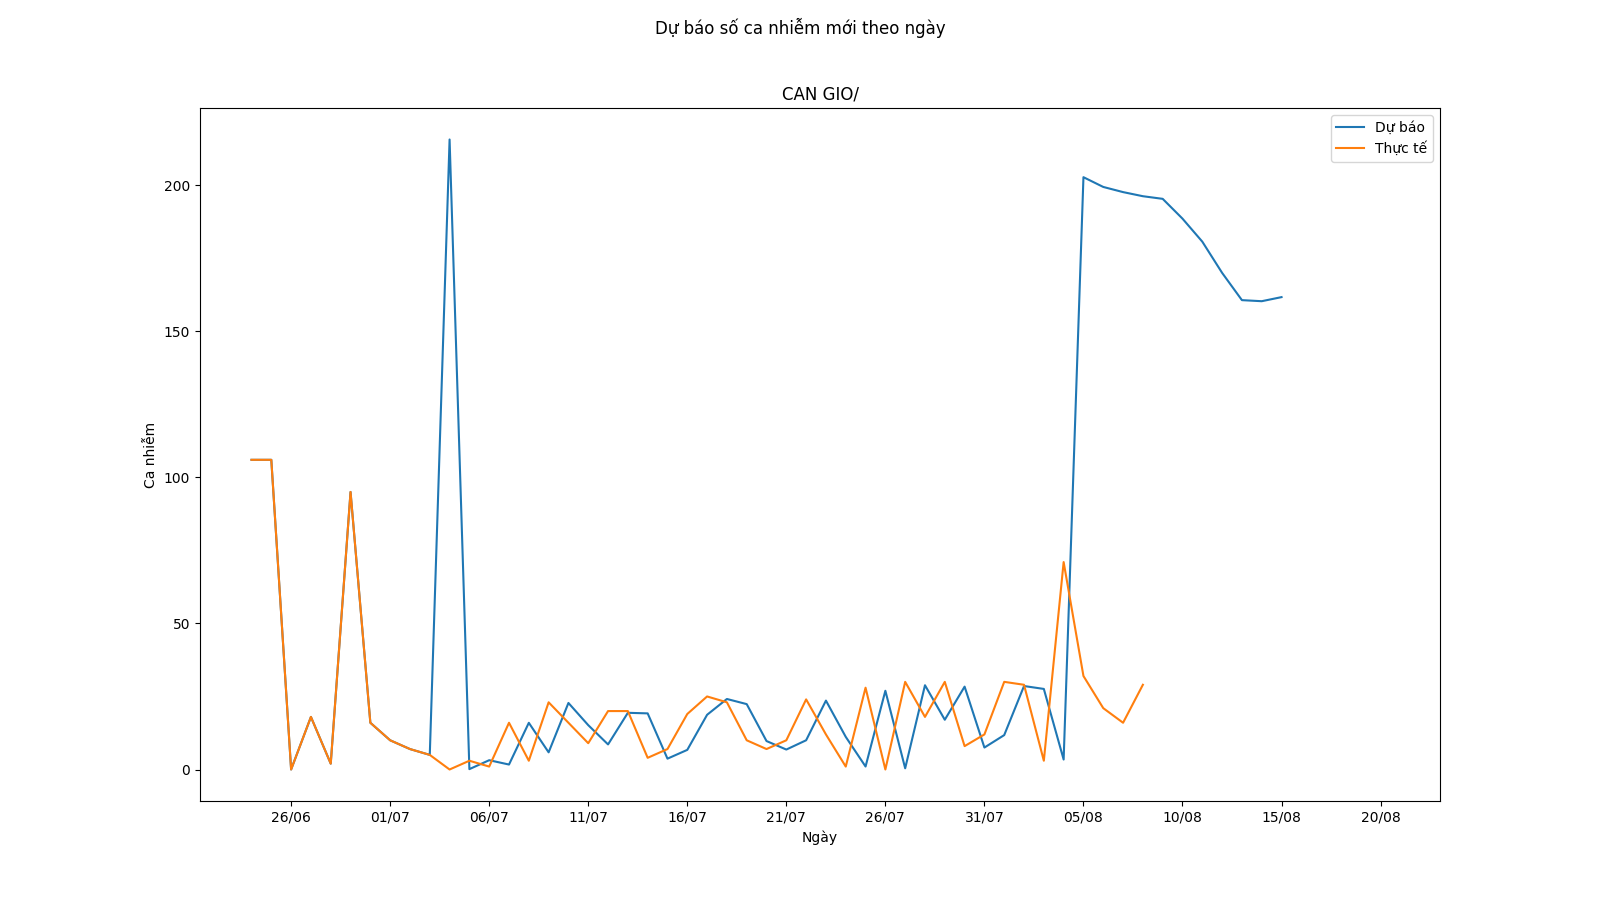 Dự báo số ca nhiễm mới theo ngày
CAN GIO/
Dự báo
Thực tế
200
150
100
50
0
Ca nhiễm
26/06 01/07 06/07 11/07 16/07 21/07 26/07 31/07 05/08 10/08 15/08 20/08
Ngày